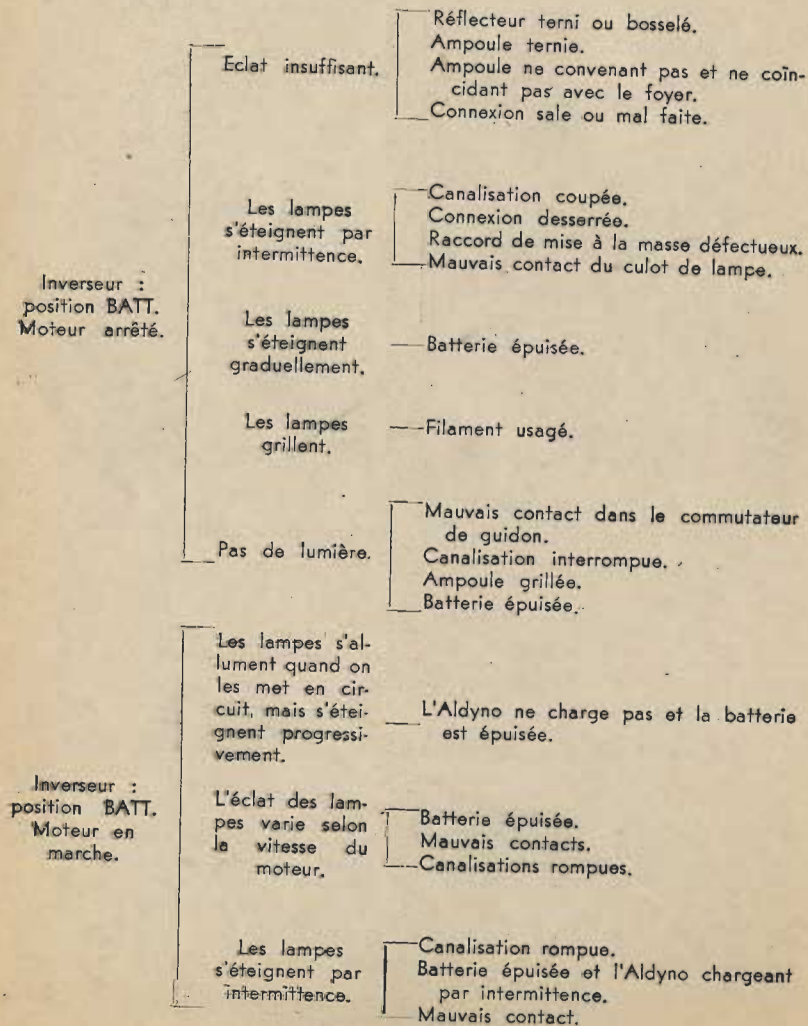 Inverseur :
position BATT.
Moteur arrêté.
Eclat insuffisant.
Réflecteur terni ou bosselé.
Ampoule ternie.
Ampoule ne convenant pas et ne coïn-
cidant pas avec le foyer.
Connexion sale ou mal faite.
Les lampes
s'éteignent par
intermittence.
Canalisation coupée.
Connexion desserrée.
Raccord de mise à la masse défectueux.
Mauvais contact du culot de lampe.
Les lampes
s'éteignent
graduellement.
Batterie épuisée.
Les lampes
grillent.
Filament usagé.
Pas de lumière.
Mauvais contact dans le commutateur
de guidon.
Canalisation interrompue.
Ampoule grillée.
Batterie épuisée.
Inverseur :
position BATT.
Moteur en
marche.
Les lampes s'al-
lument quand on
les met en cir-
cuit, mais s'étei-
gnent progressi-
vement.
L'Aldyno ne charge pas et la batterie
est épuisée.
L'éclat des lam-
pes varie selon
la vitesse du
moteur.
Batterie épuisée.
Mauvais contacts.
Canalisations rompues.
Les lampes
s'éteignent par
intermittence.
Canalisation rompue.
Batterie épuisée et l'Aldyno chargeant
par intermittence.
Mauvais contact.